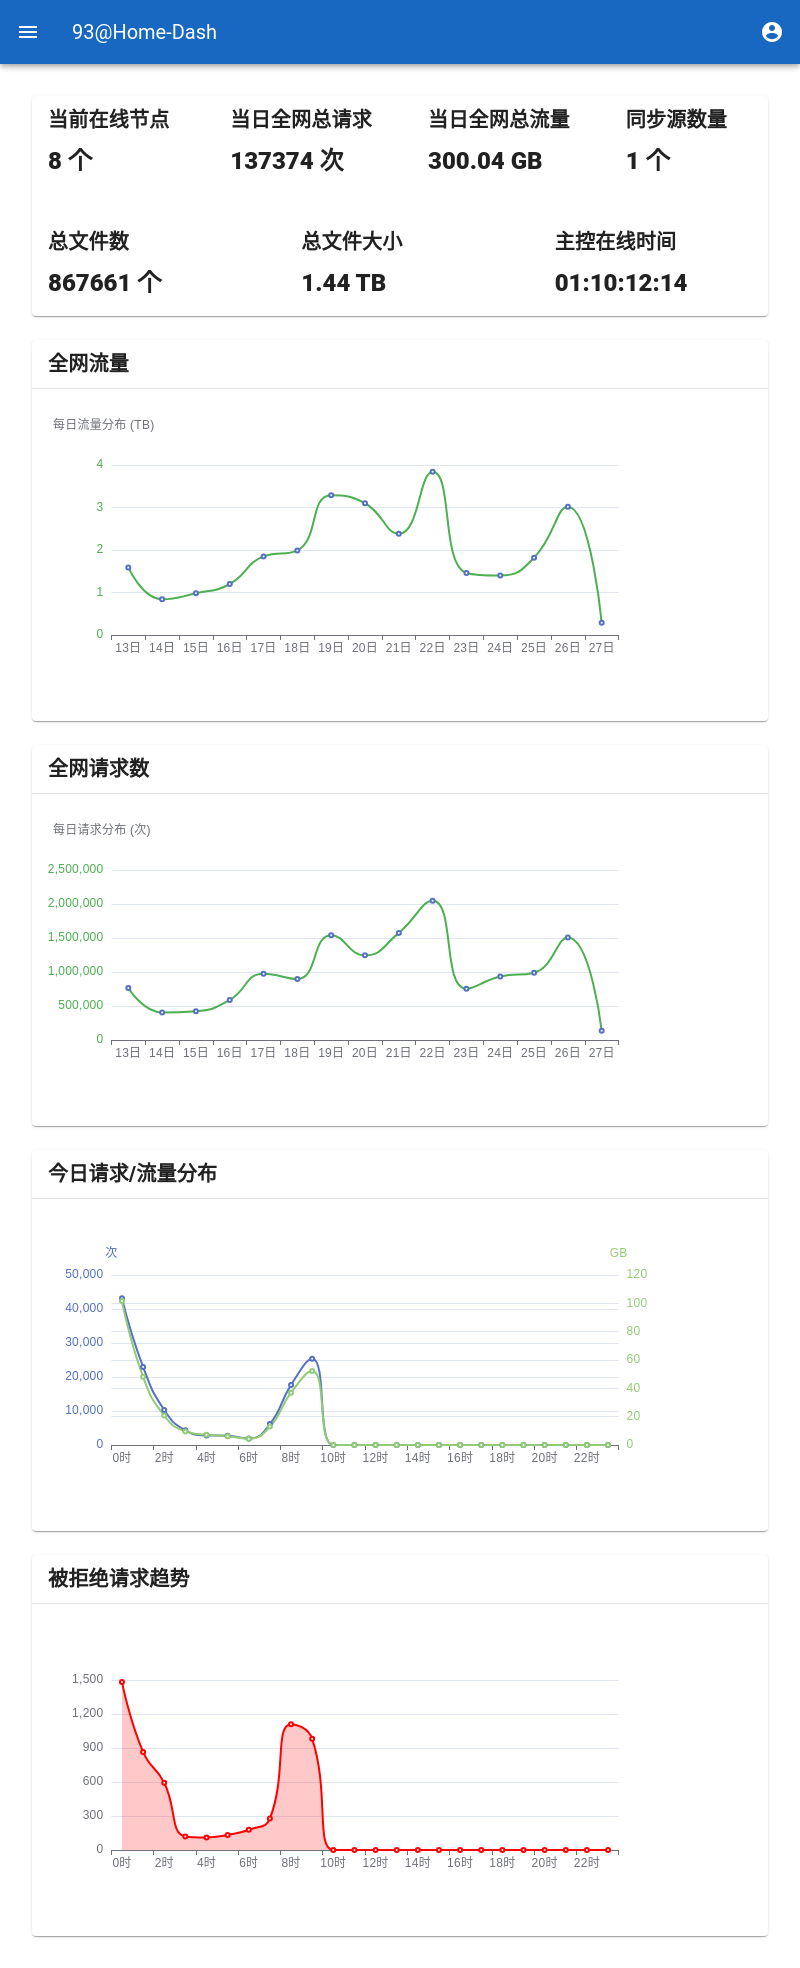 93@Home-Dash
当前在线节点 当日全网总请求 当日全网总流量 同步源数量
8 个 137374 次 300.04 GB 1 个
总文件数 总文件大小 主控在线时间
867661 个 1.44 TB 01:10:12:14
全网流量
每日流量分布 (TB)
4
3
2
1
0
13日 14日 15日 16日 17日 18日 19日 20日 21日 22日 23日 24日 25日 26日 27日
全网请求数
每日请求分布 (次)
2,500,000
2,000,000
1,500,000
1,000,000
500,000
0
13日 14日 15日 16日 17日 18日 19日 20日 21日 22日 23日 24日 25日 26日 27日
今日请求/流量分布
次 GB
50,000 120
40,000 100
30,000 80
20,000 60
10,000 40
0 20
0
0时 2时 4时 6时 8时 10时 12时 14时 16时 18时 20时 22时
被拒绝请求趋势
1,500
1,200
900
600
300
0
0时 2时 4时 6时 8时 10时 12时 14时 16时 18时 20时 22时